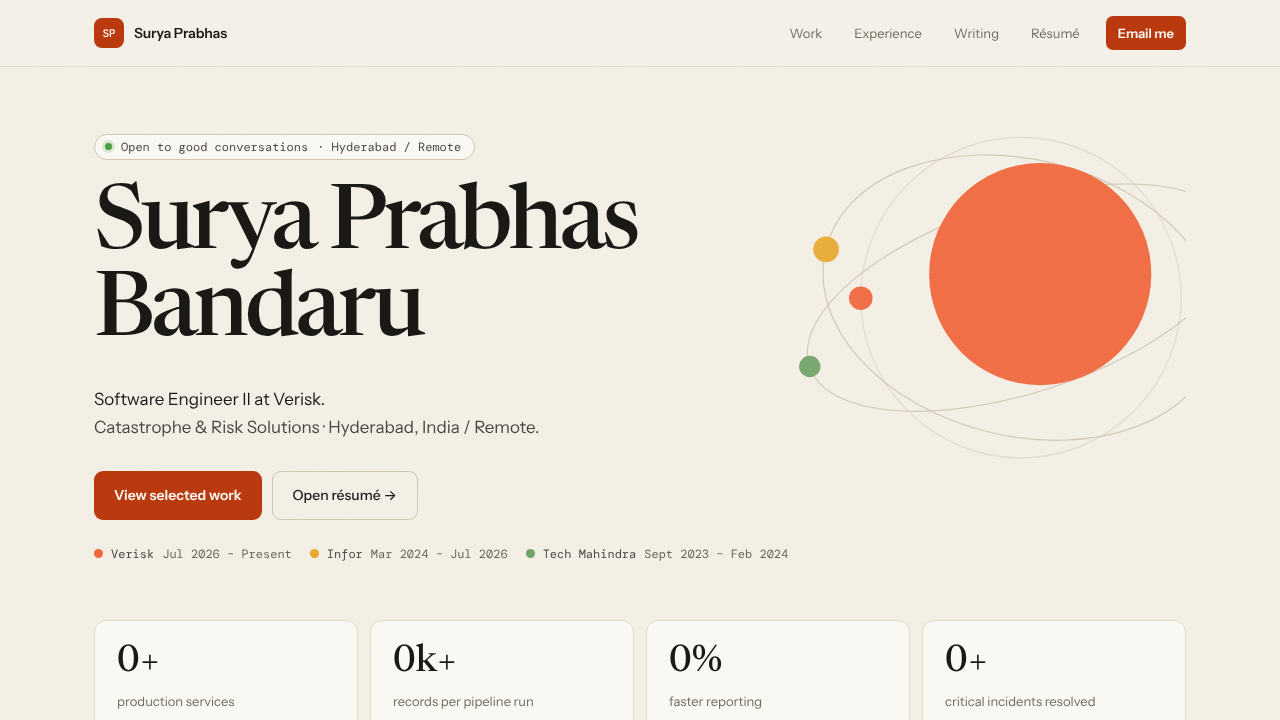 SP Surya Prabhas
Work Experience Writing Résumé Email me
Open to good conversations · Hyderabad / Remote
Surya Prabhas
Bandaru
Software Engineer II at Verisk.
Catastrophe & Risk Solutions · Hyderabad, India / Remote.
View selected work Open résumé →
Verisk Jul 2026 – Present Infor Mar 2024 – Jul 2026 Tech Mahindra Sept 2023 – Feb 2024
0+ 0k+ 0% 0+
production services records per pipeline run faster reporting critical incidents resolved